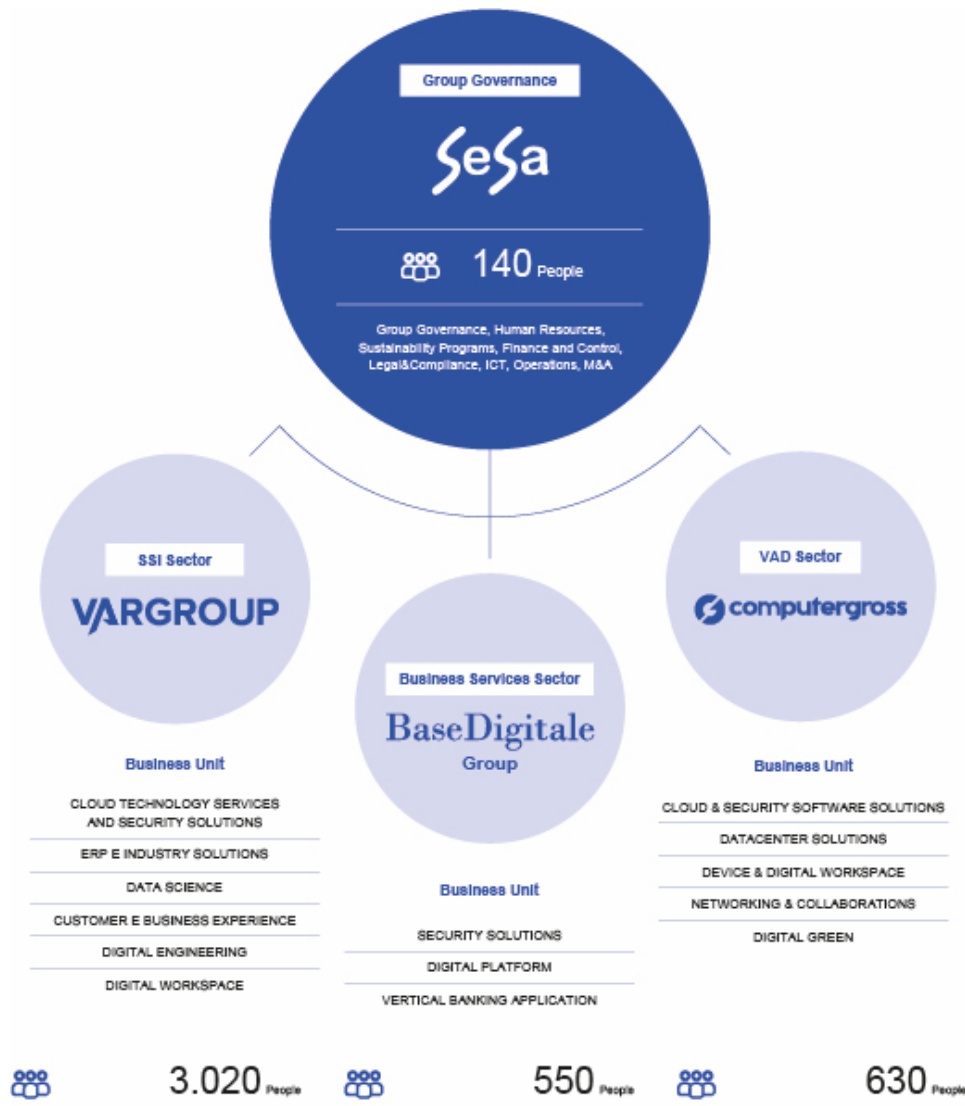 Group Governance
SeSa
140 People
Group Governance, Human Resources,
Sustainability Programs, Finance and Control,
Legal&Compliance, ICT, Operations, M&A
SSI Sector
VARGROUP
Business Unit
CLOUD TECHNOLOGY SERVICES
AND SECURITY SOLUTIONS
ERP E INDUSTRY SOLUTIONS
DATA SCIENCE
CUSTOMER E BUSINESS EXPERIENCE
DIGITAL ENGINEERING
DIGITAL WORKSPACE
3.020 People
Business Services Sector
BaseDigitale
Group
Business Unit
SECURITY SOLUTIONS
DIGITAL PLATFORM
VERTICAL BANKING APPLICATION
550 People
VAD Sector
computergross
Business Unit
CLOUD & SECURITY SOFTWARE SOLUTIONS
DATACENTER SOLUTIONS
DEVICE & DIGITAL WORKSPACE
NETWORKING & COLLABORATIONS
DIGITAL GREEN
630 People